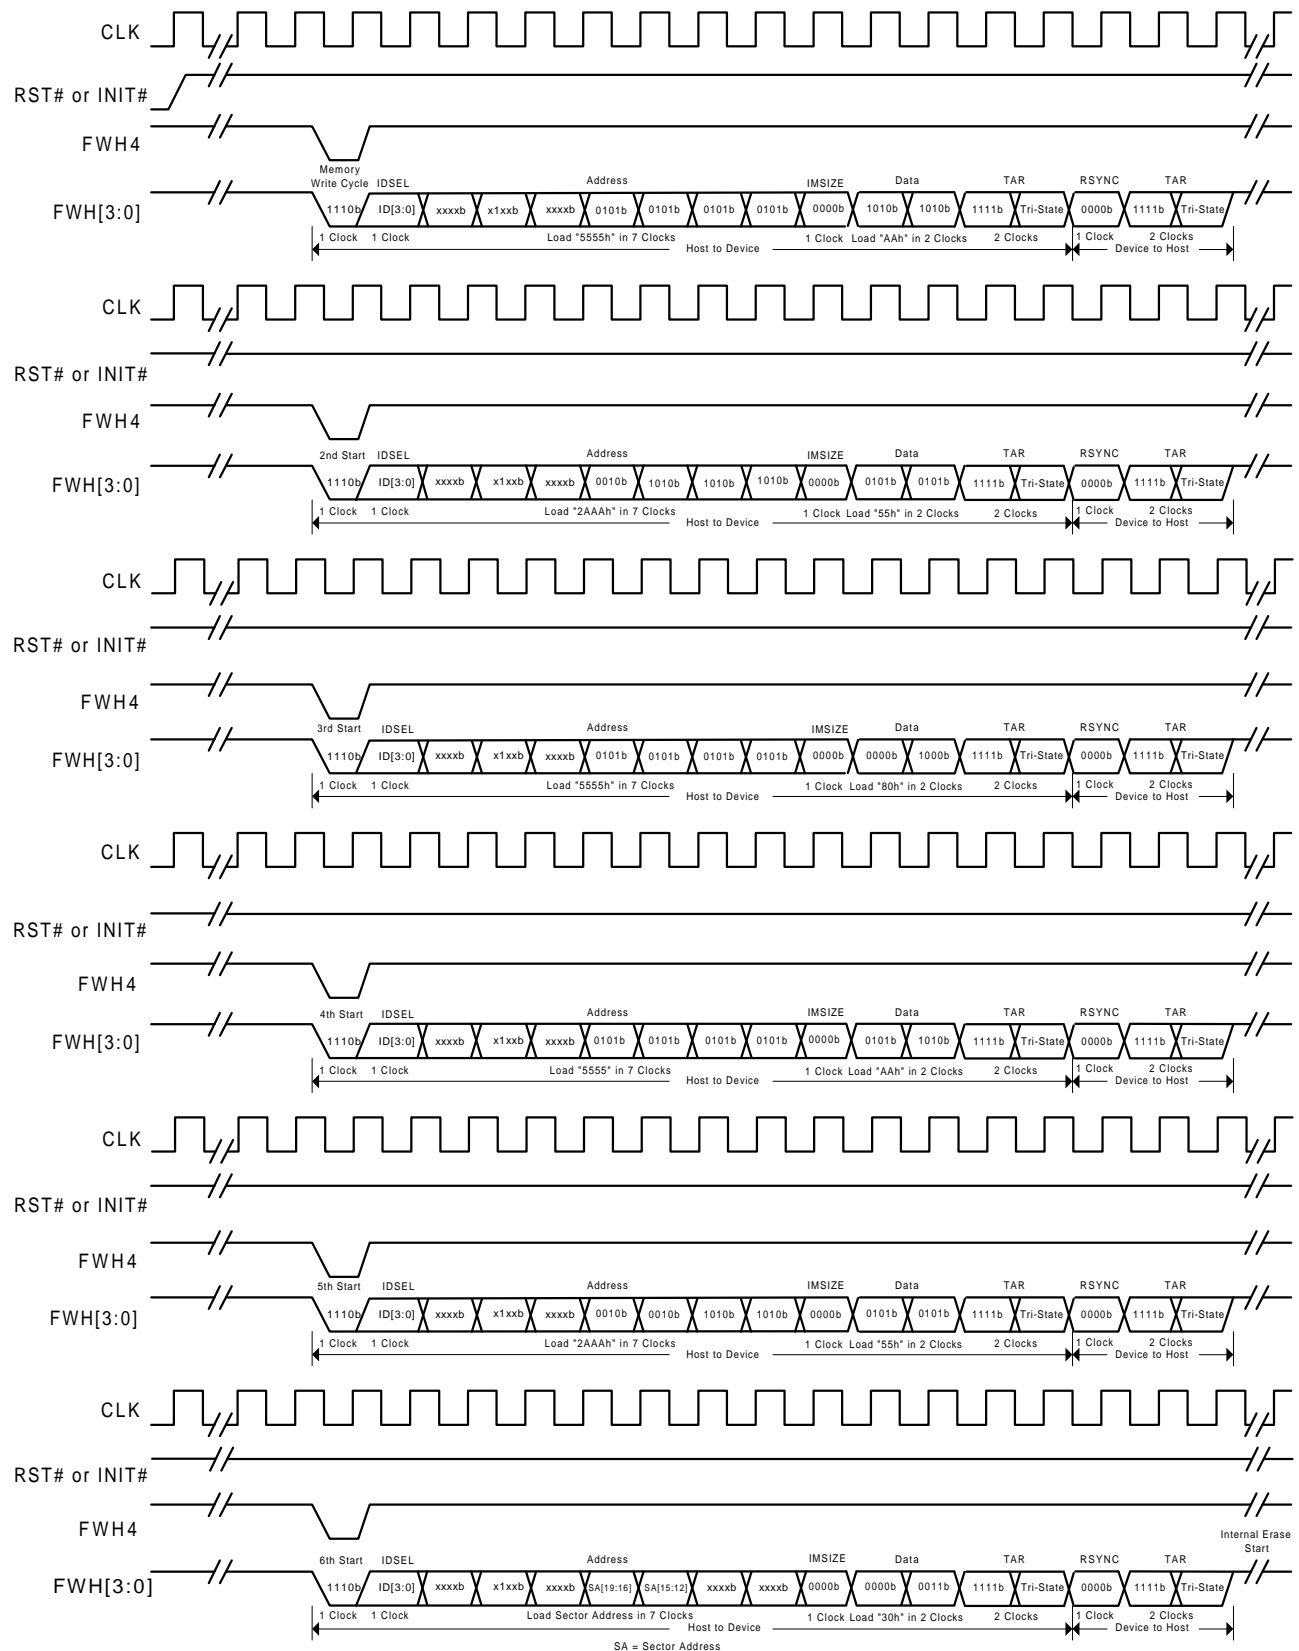 CLK
RST# or INIT#
FWH4
Memory
Write Cycle IDSEL Address IMSIZE Data TAR RSYNC TAR
FWH[3:0] 1110b ID[3:0] xxxxb x1xxb xxxxb 0101b 0101b 0101b 0101b 0000b 1010b 1010b 1111b Tri-State 0000b 1111b Tri-State
1 Clock 1 Clock Load "5555h" in 7 Clocks 1 Clock Load "AAh" in 2 Clocks 2 Clocks 1 Clock 2 Clocks
Host to Device Device to Host
CLK
RST# or INIT#
FWH4
2nd Start IDSEL Address IMSIZE Data TAR RSYNC TAR
FWH[3:0] 1110b ID[3:0] xxxxb x1xxb xxxxb 0010b 1010b 1010b 1010b 0000b 0101b 0101b 1111b Tri-State 0000b 1111b Tri-State
1 Clock 1 Clock Load "2AAAh" in 7 Clocks 1 Clock Load "55h" in 2 Clocks 2 Clocks 1 Clock 2 Clocks
Host to Device Device to Host
CLK
RST# or INIT#
FWH4
3rd Start IDSEL Address IMSIZE Data TAR RSYNC TAR
FWH[3:0] 1110b ID[3:0] xxxxb x1xxb xxxxb 0101b 0101b 0101b 0101b 0000b 0000b 1000b 1111b Tri-State 0000b 1111b Tri-State
1 Clock 1 Clock Load "5555h" in 7 Clocks 1 Clock Load "80h" in 2 Clocks 2 Clocks 1 Clock 2 Clocks
Host to Device Device to Host
CLK
RST# or INIT#
FWH4
4th Start IDSEL Address IMSIZE Data TAR RSYNC TAR
FWH[3:0] 1110b ID[3:0] xxxxb x1xxb xxxxb 0101b 0101b 0101b 0101b 0000b 0101b 1010b 1111b Tri-State 0000b 1111b Tri-State
1 Clock 1 Clock Load "5555" in 7 Clocks 1 Clock Load "AAh" in 2 Clocks 2 Clocks 1 Clock 2 Clocks
Host to Device Device to Host
CLK
RST# or INIT#
FWH4
5th Start IDSEL Address IMSIZE Data TAR RSYNC TAR
FWH[3:0] 1110b ID[3:0] xxxxb x1xxb xxxxb 0010b 0010b 1010b 1010b 0000b 0101b 0101b 1111b Tri-State 0000b 1111b Tri-State
1 Clock 1 Clock Load "2AAAh" in 7 Clocks 1 Clock Load "55h" in 2 Clocks 2 Clocks 1 Clock 2 Clocks
Host to Device Device to Host
CLK
RST# or INIT#
FWH4
Internal Erase
Start
6th Start IDSEL Address IMSIZE Data TAR RSYNC TAR
FWH[3:0] 1110b ID[3:0] xxxxb x1xxb xxxxb SA[19:16] SA[15:12] xxxxb xxxxb 0000b 0000b 0011b 1111b Tri-State 0000b 1111b Tri-State
1 Clock 1 Clock Load Sector Address in 7 Clocks 1 Clock Load "30h" in 2 Clocks 2 Clocks 1 Clock 2 Clocks
Host to Device Device to Host
SA = Sector Address